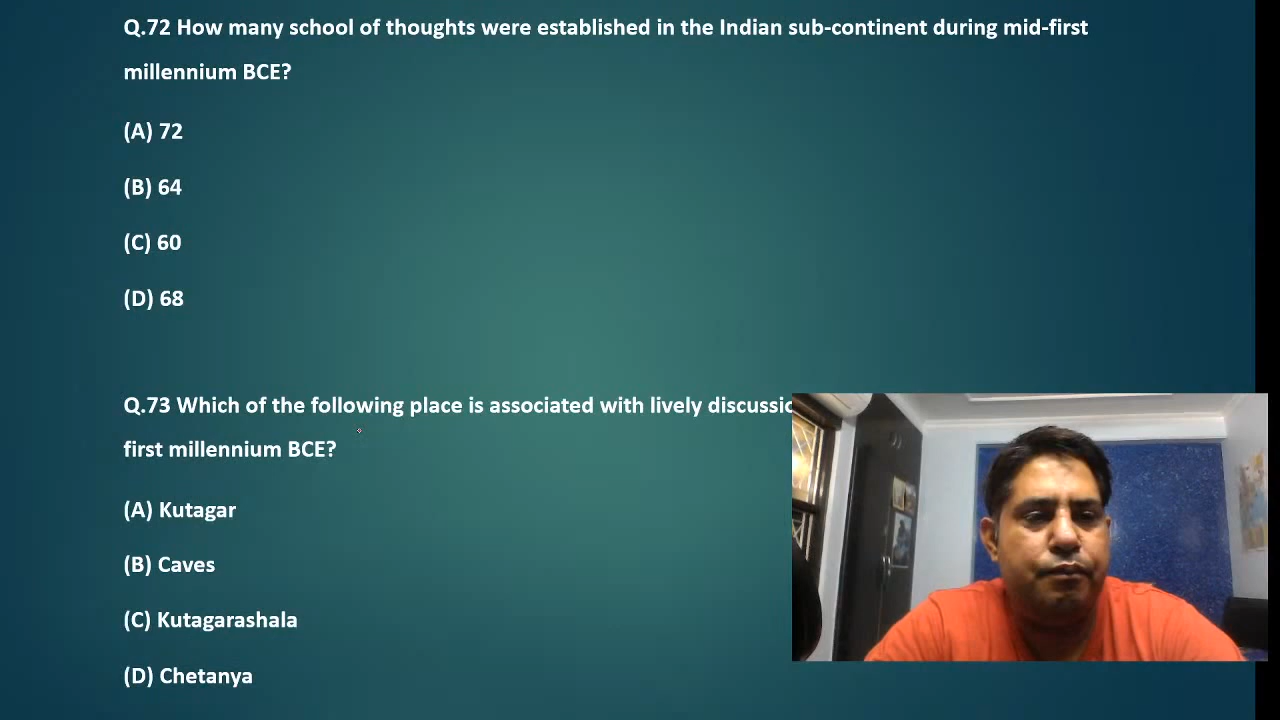 Q.72 How many school of thoughts were established in the Indian sub-continent during mid-first
millennium BCE?
(A) 72
(B) 64
(C) 60
(D) 68
Q.73 Which of the following place is associated with lively
first millennium BCE?
(A) Kutagar
(B) Caves
(C) Kutagarashala
(D) Chetanya